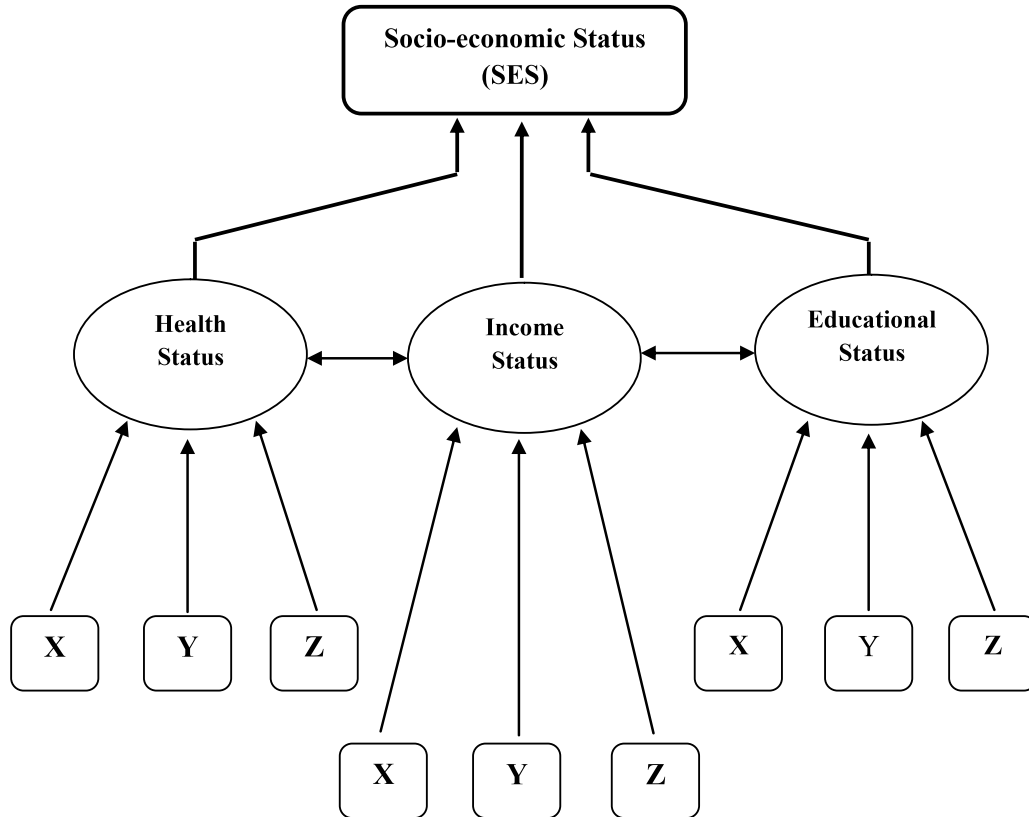 Socio-economic Status
(SES)
Health
Status
Income
Status
Educational
Status
X
Y
Z
X
Y
Z
X
Y
Z